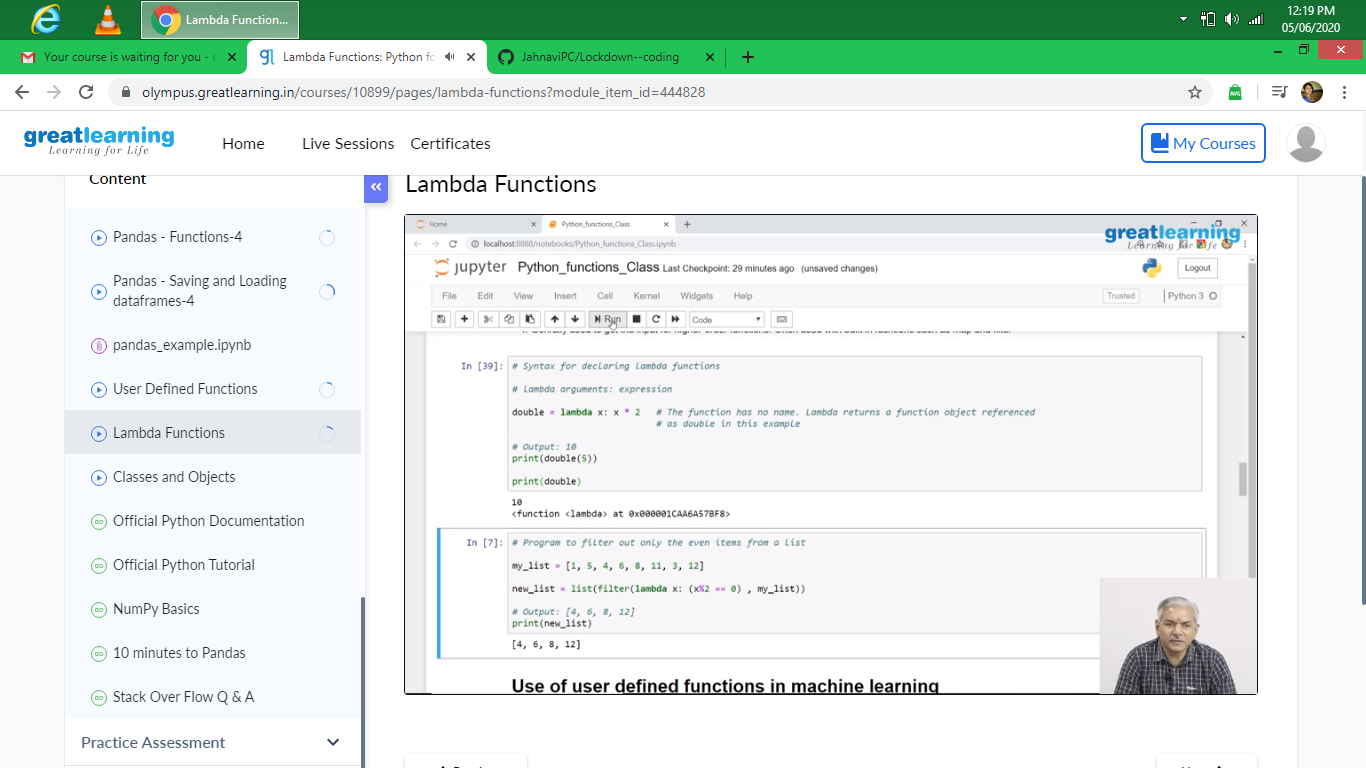 Lambda Function...
12:19 PM
05/06/2020
Your course is waiting for you - c
Lambda Functions: Python fo
JahnaviPC/Lockdown--coding
olympus.greatlearning.in/courses/10899/pages/lambda-functions?module_item_id=444828
AVG
greatlearning
Learning for Life
Home
Live Sessions
Certificates
My Courses
Content
Pandas - Functions-4
Pandas - Saving and Loading
dataframes-4
pandas_example.ipynb
User Defined Functions
Lambda Functions
Classes and Objects
Official Python Documentation
Official Python Tutorial
NumPy Basics
10 minutes to Pandas
Stack Over Flow Q & A
Practice Assessment
Lambda Functions
Home
Python_functions_Class
localhost:8888/notebooks/Python_functions_Class.ipynb
greatlearning
Learning for Life
jupyter Python_functions_Class Last Checkpoint: 29 minutes ago (unsaved changes)
Logout
File Edit View Insert Cell Kernel Widgets Help
Trusted
Python 3
Run
Code
In [39]: # Syntax for declaring lambda functions
# Lambda arguments: expression
double = lambda x: x * 2 # The function has no name. Lambda returns a function object referenced
# as double in this example
# Output: 10
print(double(5))
print(double)
10
<function <lambda> at 0x000001CAA6A57BF8>
In [7]: # Program to filter out only the even items from a list
my_list = [1, 5, 4, 6, 8, 11, 3, 12]
new_list = list(filter(lambda x: (x%2 == 0) , my_list))
# Output: [4, 6, 8, 12]
print(new_list)
[4, 6, 8, 12]
Use of user defined functions in machine learning